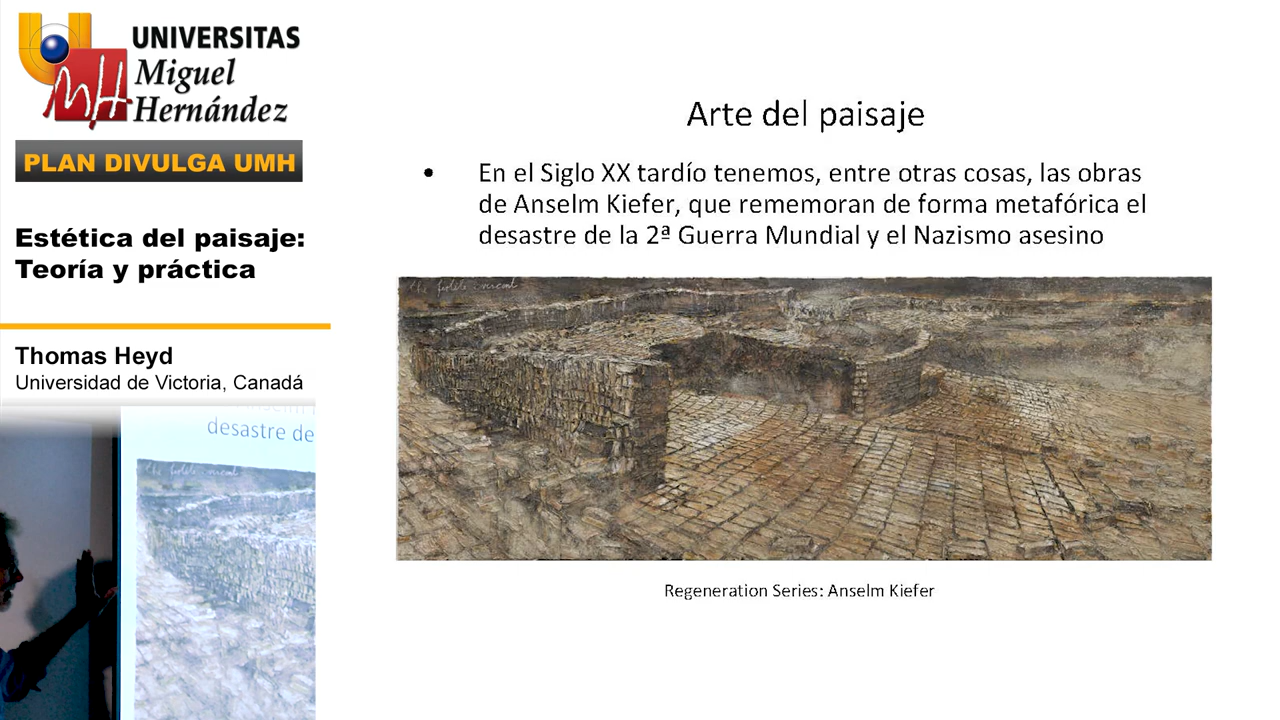 UNIVERSITAS
Miguel
Hernández
PLAN DIVULGA UMH
Estética del paisaje:
Teoría y práctica
Thomas Heyd
Universidad de Victoria, Canadá
desastre de
Arte del paisaje
• En el Siglo XX tardío tenemos, entre otras cosas, las obras
de Anselm Kiefer, que rememoran de forma metafórica el
desastre de la 2ª Guerra Mundial y el Nazismo asesino
Regeneration Series: Anselm Kiefer